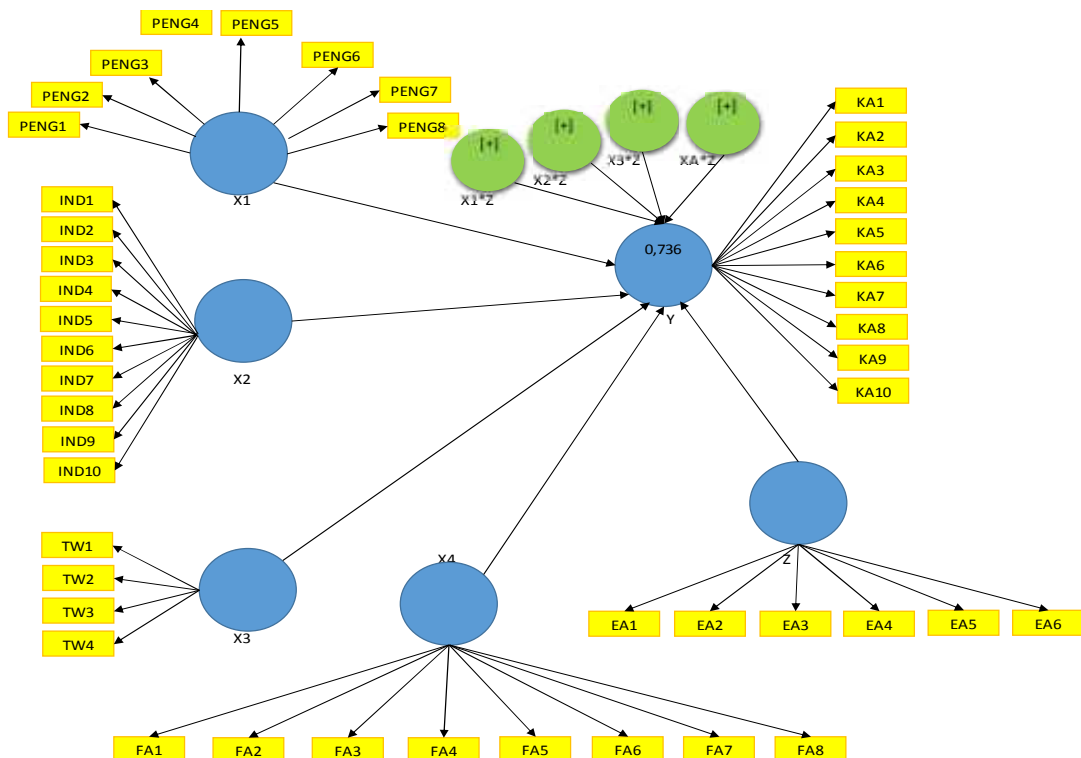 PENG4
PENG5
PENG3
PENG6
PENG2
PENG7
PENG1
PENG8
X1
[+]
[+]
[+]
[+]
X1*Z
X2*Z
X3*Z
XA*Z
KA1
KA2
KA3
KA4
KA5
KA6
KA7
KA8
KA9
KA10
0,736
Y
IND1
IND2
IND3
IND4
IND5
IND6
IND7
IND8
IND9
IND10
X2
TW1
TW2
TW3
TW4
X3
X4
Z
EA1
EA2
EA3
EA4
EA5
EA6
FA1
FA2
FA3
FA4
FA5
FA6
FA7
FA8